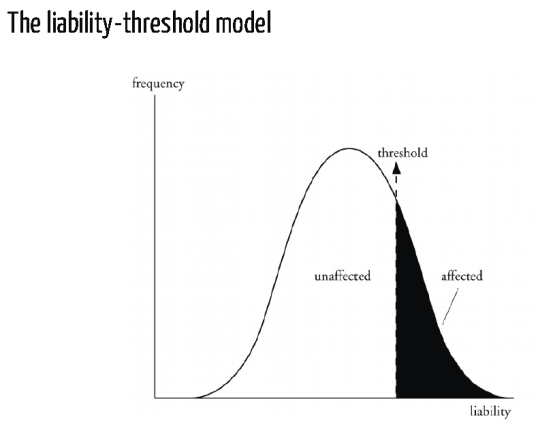 The liability-threshold model
frequency
threshold
unaffected
affected
liability